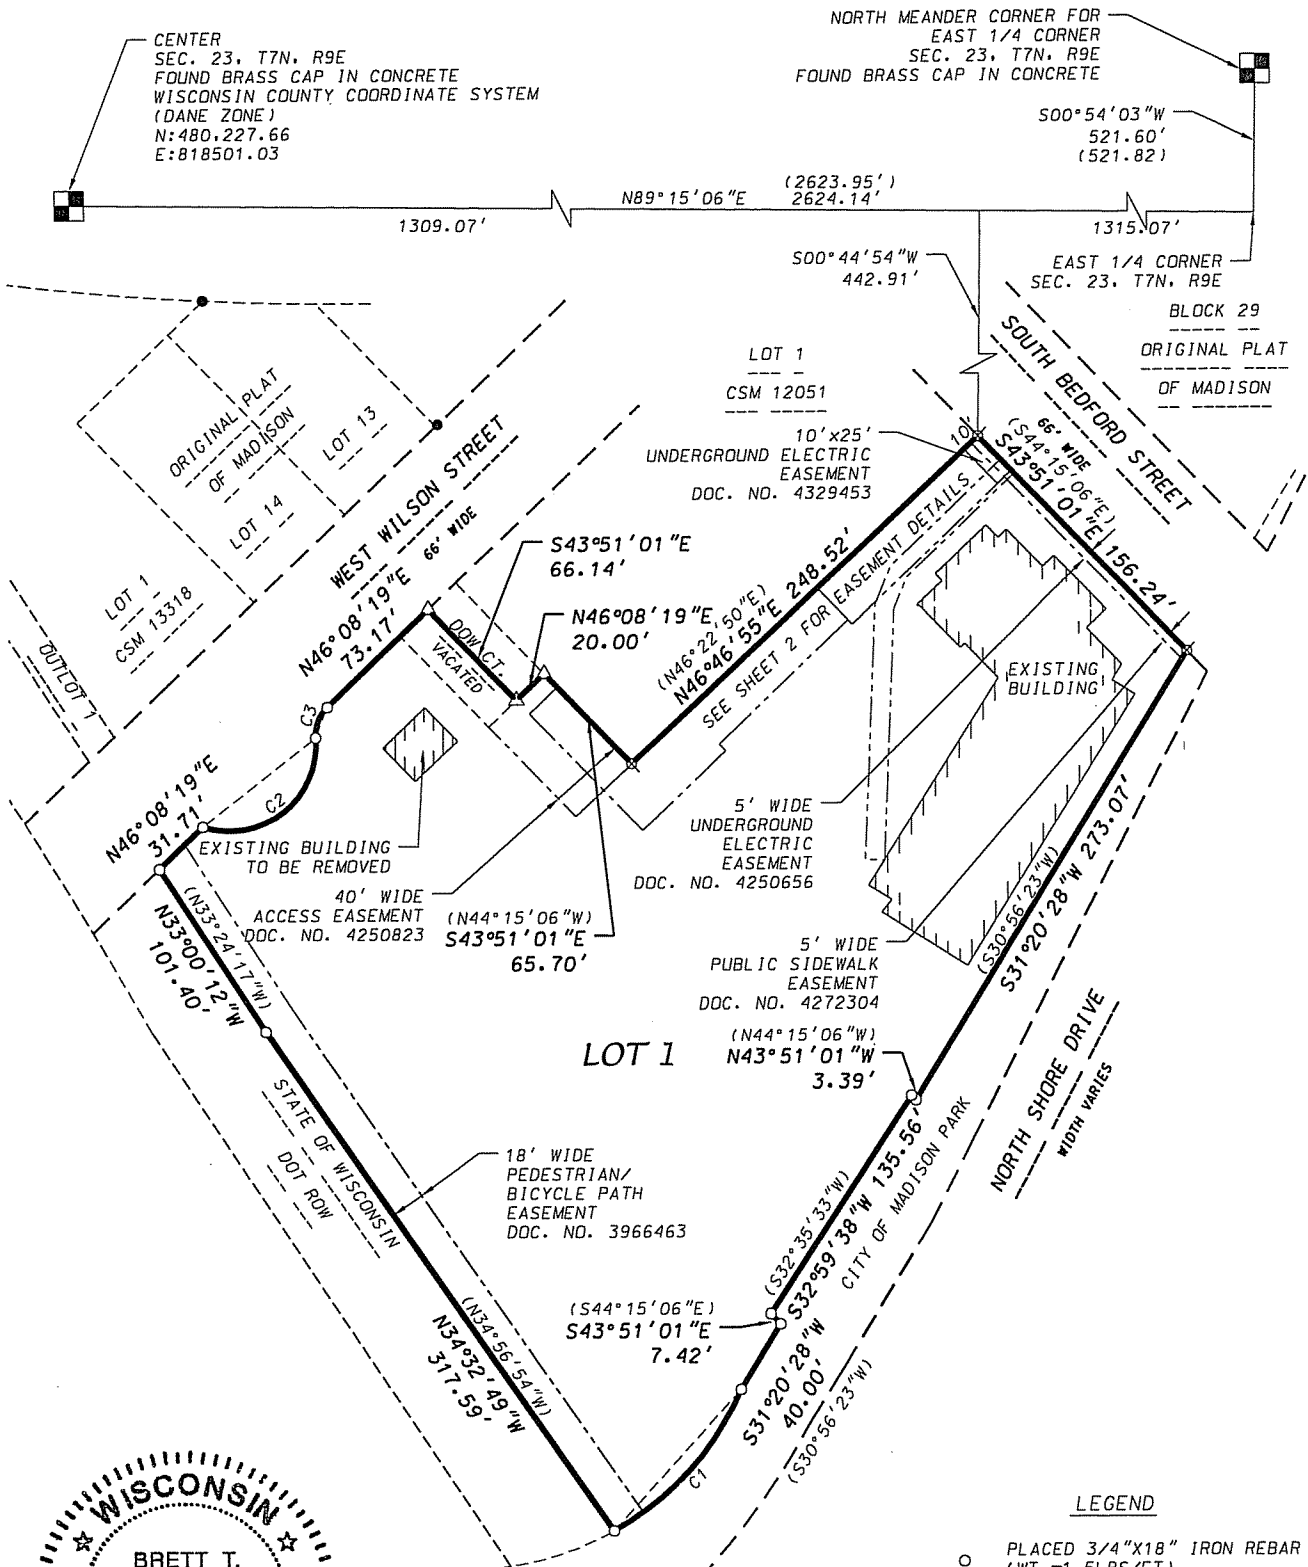 CENTER
SEC. 23, T7N, R9E
FOUND BRASS CAP IN CONCRETE
WISCONSIN COUNTY COORDINATE SYSTEM
(DANE ZONE)
N:480,227.66
E:818501.03
NORTH MEANDER CORNER FOR
EAST 1/4 CORNER
SEC. 23, T7N, R9E
FOUND BRASS CAP IN CONCRETE
S00°54'03"W
521.60'
(521.82)
(2623.95')
N89°15'06"E 2624.14'
1309.07'
1315.07'
S00°44'54"W
442.91'
EAST 1/4 CORNER
SEC. 23, T7N, R9E
BLOCK 29
ORIGINAL PLAT
OF MADISON
SOUTH BEDFORD STREET
66' WIDE
(S44°15'06"E)
S43°51'01"E 156.24'
LOT 1
CSM 12051
10'
10'x25'
UNDERGROUND ELECTRIC
EASEMENT
DOC. NO. 4329453
ORIGINAL PLAT
OF MADISON
LOT 13
LOT 14
LOT 1
CSM 13318
OUTLOT 1
WEST WILSON STREET
66' WIDE
N46°08'19"E
73.17'
S43°51'01"E
66.14'
N46°08'19"E
20.00'
DOW CT.
VACATED
(N46°22'50"E)
N46°46'55"E 248.52'
SEE SHEET 2 FOR EASEMENT DETAILS
EXISTING
BUILDING
C3
C2
N46°08'19"E
31.71'
EXISTING BUILDING
TO BE REMOVED
40' WIDE
ACCESS EASEMENT
DOC. NO. 4250823
(N44°15'06"W)
S43°51'01"E
65.70'
5' WIDE
UNDERGROUND
ELECTRIC
EASEMENT
DOC. NO. 4250656
5' WIDE
PUBLIC SIDEWALK
EASEMENT
DOC. NO. 4272304
(S30°56'23"W)
S31°20'28"W 273.07'
(N33°24'17"W)
N33°00'12"W
101.40'
LOT 1
(N44°15'06"W)
N43°51'01"W
3.39'
NORTH SHORE DRIVE
WIDTH VARIES
STATE OF WISCONSIN
DOT ROW
18' WIDE
PEDESTRIAN/
BICYCLE PATH
EASEMENT
DOC. NO. 3966463
(S32°35'33"W)
S32°59'38"W 135.56'
CITY OF MADISON PARK
(S44°15'06"E)
S43°51'01"E
7.42'
(N34°56'54"W)
N34°32'49"W
317.59'
S31°20'28"W
40.00'
(S30°56'23"W)
C1
WISCONSIN
BRETT T.
LEGEND
PLACED 3/4"X18" IRON REBAR